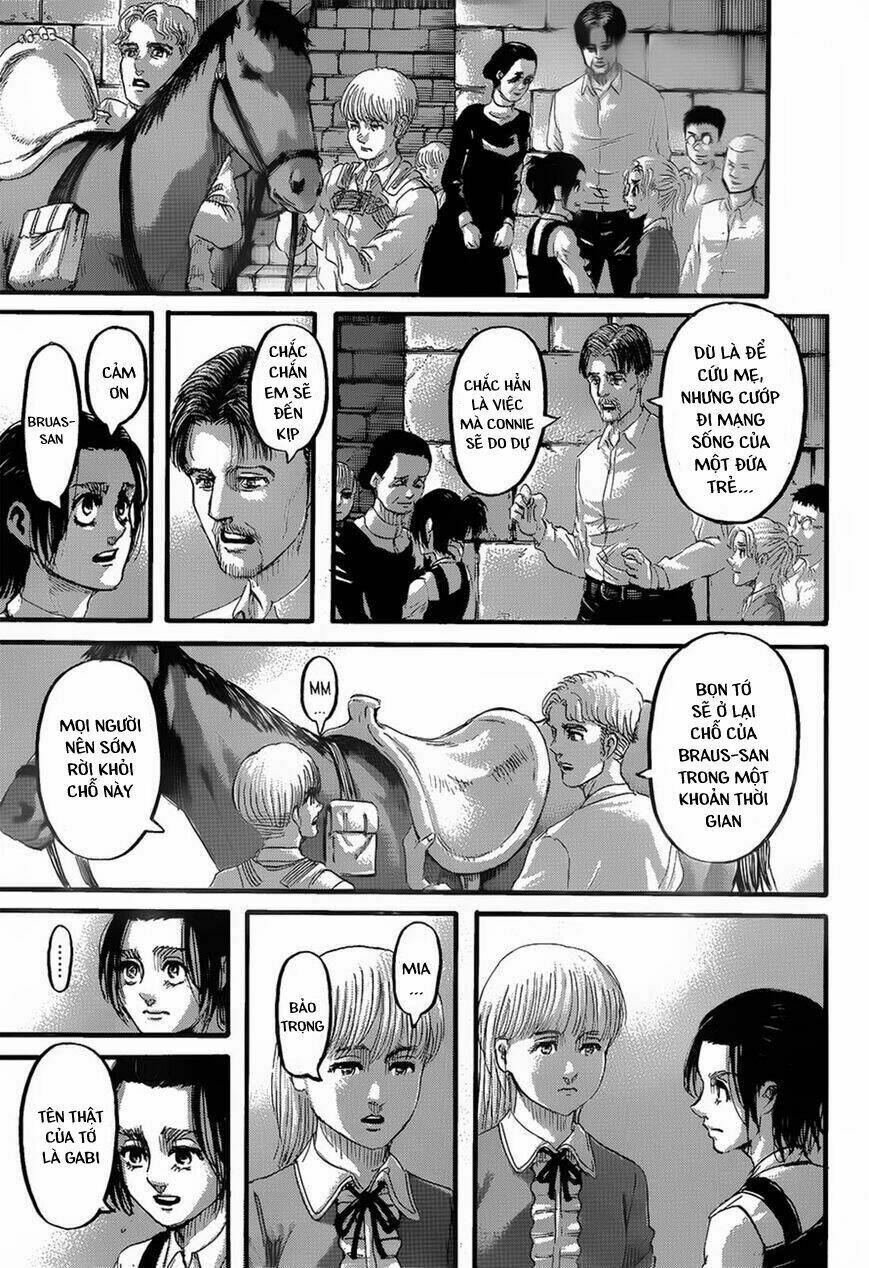 DÙ LÀ ĐỂ
CỨU MẸ,
NHƯNG CƯỚP
ĐI MẠNG
SỐNG CỦA
MỘT ĐỨA
TRẺ...
CHẮC HẲN
LÀ VIỆC
MÀ CONNIE
SẼ DO DỰ
CHẮC
CHẮN
EM SẼ
ĐẾN
KỊP
CẢM
ƠN
BRUAS-
SAN
BỌN TỚ
SẼ Ở LẠI
CHỖ CỦA
BRAUS-SAN
TRONG MỘT
KHOẢN THỜI
GIAN
MM
...
MỌI NGƯỜI
NÊN SỚM
RỜI KHỎI
CHỖ NÀY
MIA
...
BẢO
TRỌNG
......
TÊN THẬT
CỦA TỚ
LÀ GABI